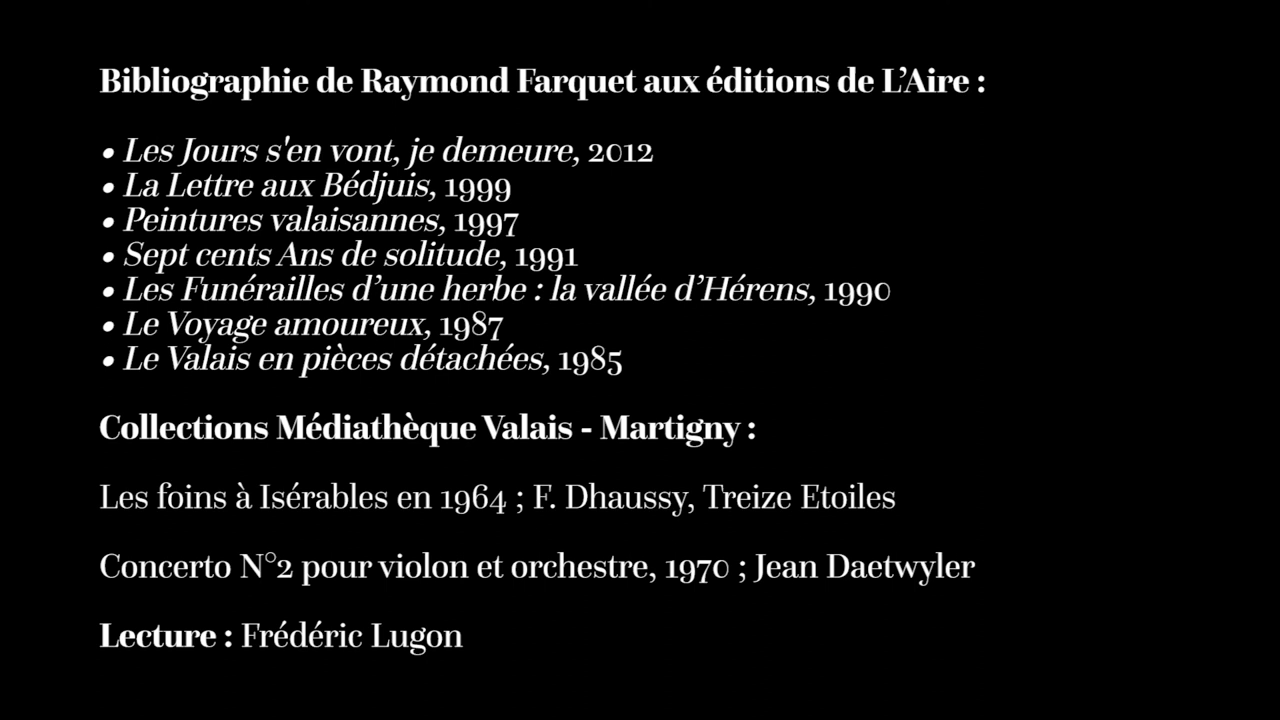 Bibliographie de Raymond Farquet aux éditions de L’Aire :
• Les Jours s'en vont, je demeure, 2012
• La Lettre aux Bédjuis, 1999
• Peintures valaisannes, 1997
• Sept cents Ans de solitude, 1991
• Les Funérailles d’une herbe : la vallée d’Hérens, 1990
• Le Voyage amoureux, 1987
• Le Valais en pièces détachées, 1985
Collections Médiathèque Valais - Martigny :
Les foins à Isérables en 1964 ; F. Dhaussy, Treize Etoiles
Concerto N°2 pour violon et orchestre, 1970 ; Jean Daetwyler
Lecture : Frédéric Lugon